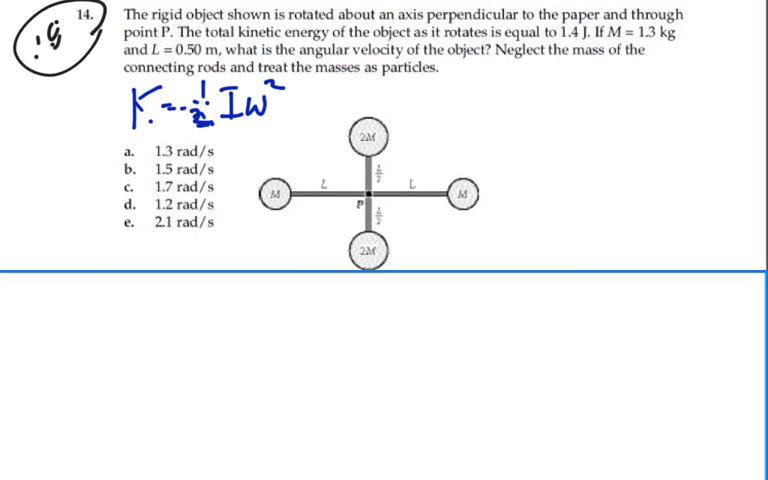 14. The rigid object shown is rotated about an axis perpendicular to the paper and through
point P. The total kinetic energy of the object as it rotates is equal to 1.4 J. If M = 1.3 kg
and L = 0.50 m, what is the angular velocity of the object? Neglect the mass of the
connecting rods and treat the masses as particles.
K = 1/2 Iω²
a. 1.3 rad/s
b. 1.5 rad/s
c. 1.7 rad/s
d. 1.2 rad/s
e. 2.1 rad/s
2M
L/2
M L L M
P
L/2
2M